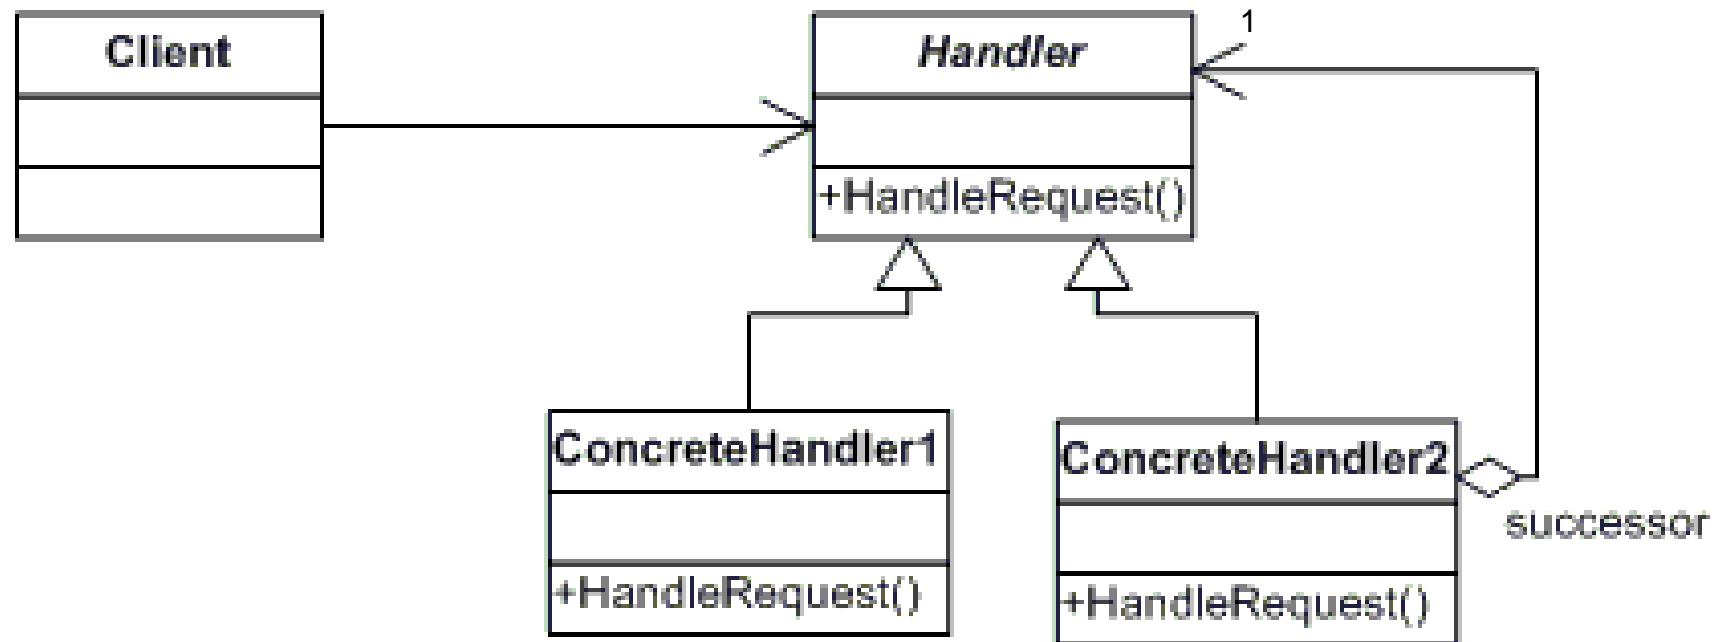 Client
Handler
1
+HandleRequest()
ConcreteHandler1
+HandleRequest()
ConcreteHandler2
successor
+HandleRequest()